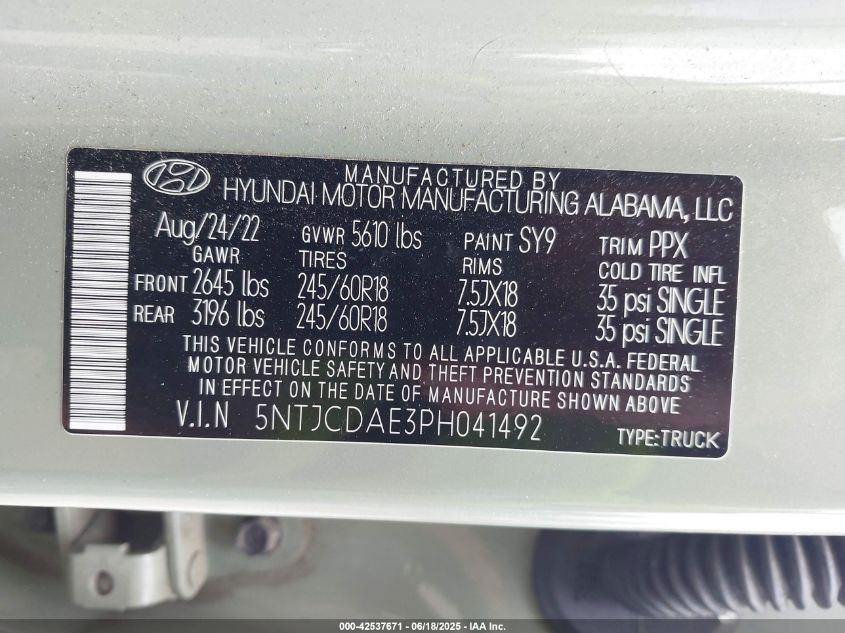 MANUFACTURED BY
HYUNDAI MOTOR MANUFACTURING ALABAMA, LLC
Aug/24/22 GVWR 5610 lbs PAINT SY9 TRIM PPX
GAWR TIRES RIMS COLD TIRE INFL
FRONT 2645 lbs 245/60R18 7.5JX18 35 psi SINGLE
REAR 3196 lbs 245/60R18 7.5JX18 35 psi SINGLE
THIS VEHICLE CONFORMS TO ALL APPLICABLE U.S.A. FEDERAL
MOTOR VEHICLE SAFETY AND THEFT PREVENTION STANDARDS
IN EFFECT ON THE DATE OF MANUFACTURE SHOWN ABOVE
V.I.N 5NTJCDAE3PH041492 TYPE:TRUCK
000-42537671 - 06/18/2025 - IAA Inc.